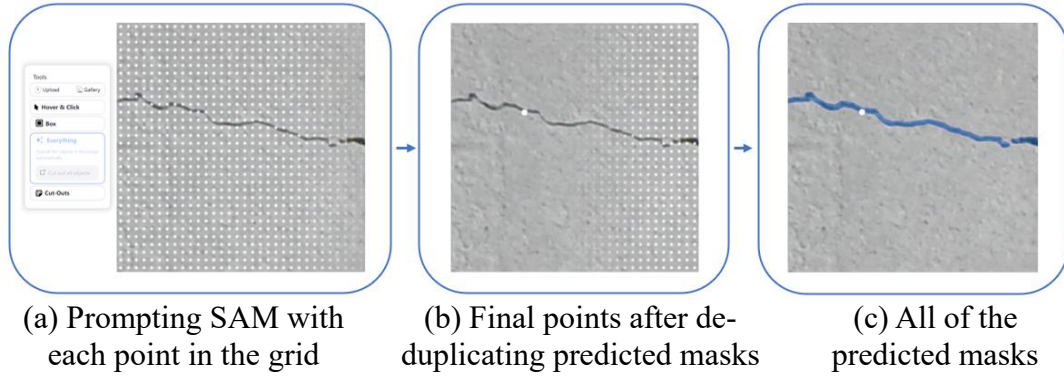 Tools
Upload Gallery
Hover & Click
Box
Everything
Cut-Outs
(a) Prompting SAM with
each point in the grid
(b) Final points after de-
duplicating predicted masks
(c) All of the
predicted masks